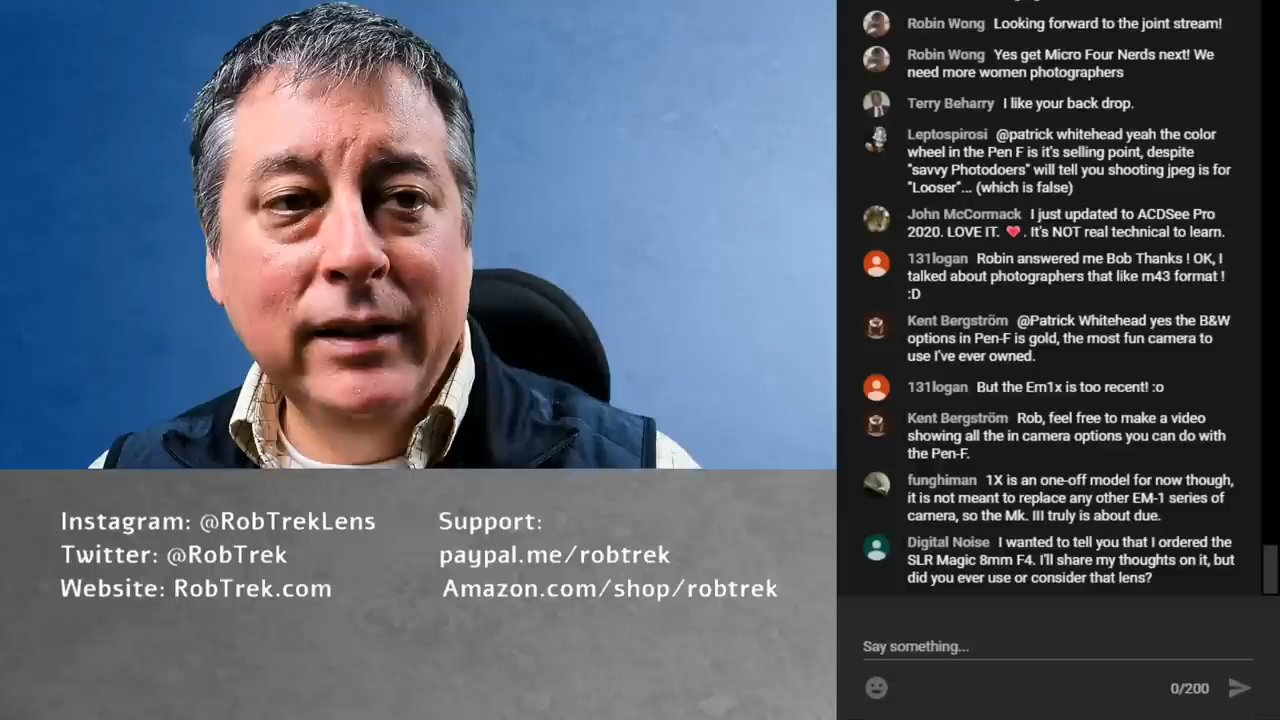 Instagram: @RobTrekLens
Twitter: @RobTrek
Website: RobTrek.com
Support:
paypal.me/robtrek
Amazon.com/shop/robtrek
Robin Wong Looking forward to the joint stream!
Robin Wong Yes get Micro Four Nerds next! We
need more women photographers
Terry Beharry I like your back drop.
Leptospirosi @patrick whitehead yeah the color
wheel in the Pen F is it's selling point, despite
"savvy Photodoers" will tell you shooting jpeg is for
"Looser"... (which is false)
John McCormack I just updated to ACDSee Pro
2020. LOVE IT. ❤. It's NOT real technical to learn.
131logan Robin answered me Bob Thanks ! OK, I
talked about photographers that like m43 format !
:D
Kent Bergström @Patrick Whitehead yes the B&W
options in Pen-F is gold, the most fun camera to
use I've ever owned.
131logan But the Em1x is too recent! :o
Kent Bergström Rob, feel free to make a video
showing all the in camera options you can do with
the Pen-F.
funghiman 1X is an one-off model for now though,
it is not meant to replace any other EM-1 series of
camera, so the Mk. III truly is about due.
Digital Noise I wanted to tell you that I ordered the
SLR Magic 8mm F4. I'll share my thoughts on it, but
did you ever use or consider that lens?
Say something...
0/200